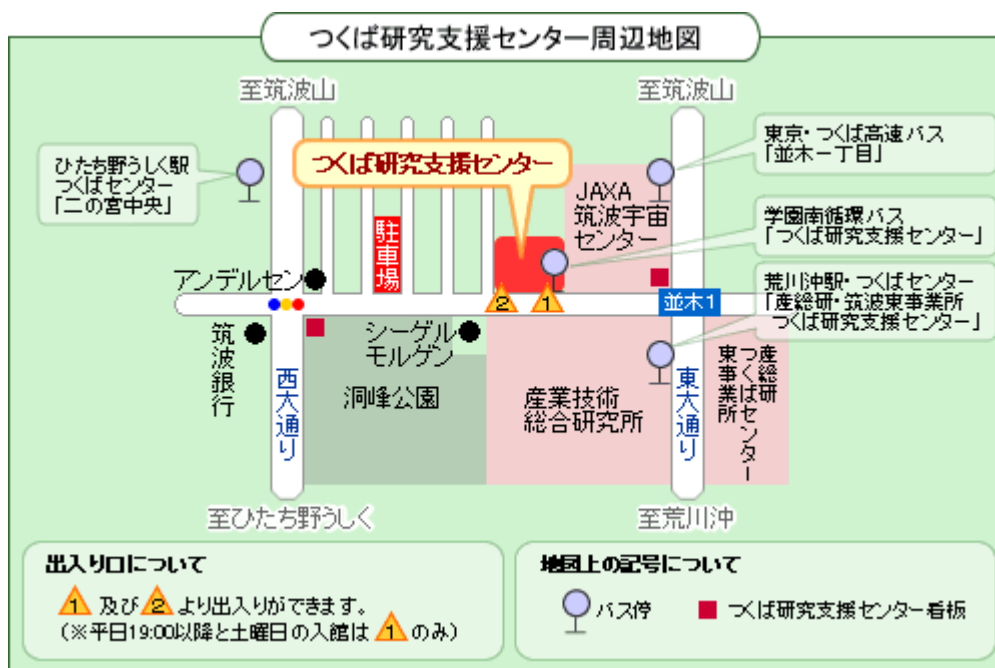 つくば研究支援センター周辺地図
至筑波山
至筑波山
ひたち野うしく駅
つくばセンター
「二の宮中央」
つくば研究支援センター
東京・つくば高速バス
「並木一丁目」
JAXA
筑波宇宙
センター
学園南循環バス
「つくば研究支援センター」
駐車場
アンデルセン
荒川沖駅・つくばセンター
「産総研・筑波東事業所
つくば研究支援センター」
2
1
並木1
筑波銀行
シーゲル
モルゲン
西大通り
洞峰公園
産業技術
総合研究所
東大通り
産総研
つくばセンター
東事業所
至ひたち野うしく
至荒川沖
出入り口について
1 及び 2 より出入りができます。
(※平日19:00以降と土曜日の入館は 1 のみ)
地図上の記号について
バス停
つくば研究支援センター看板